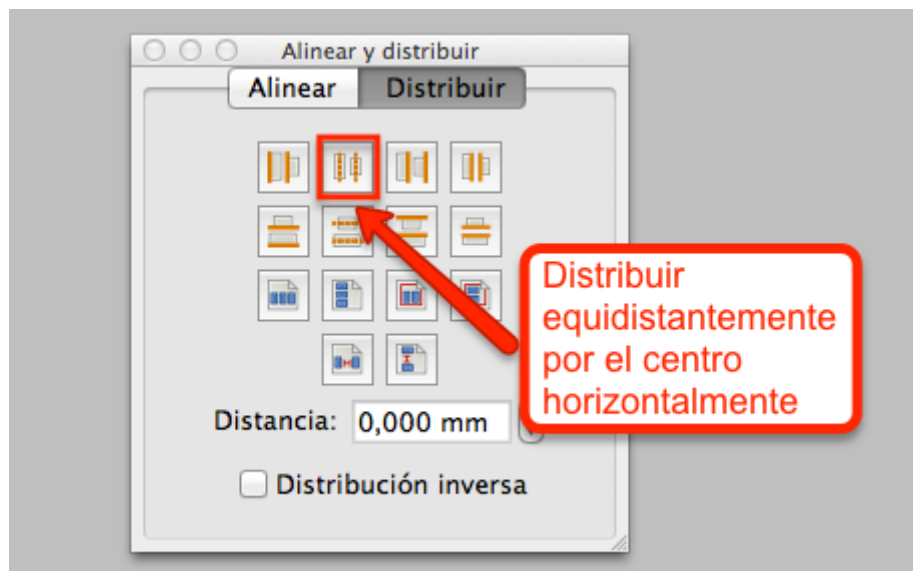 Alinear y distribuir
Alinear
Distribuir
Distribuir
equidistantemente
por el centro
horizontalmente
Distancia: 0,000 mm
Distribución inversa